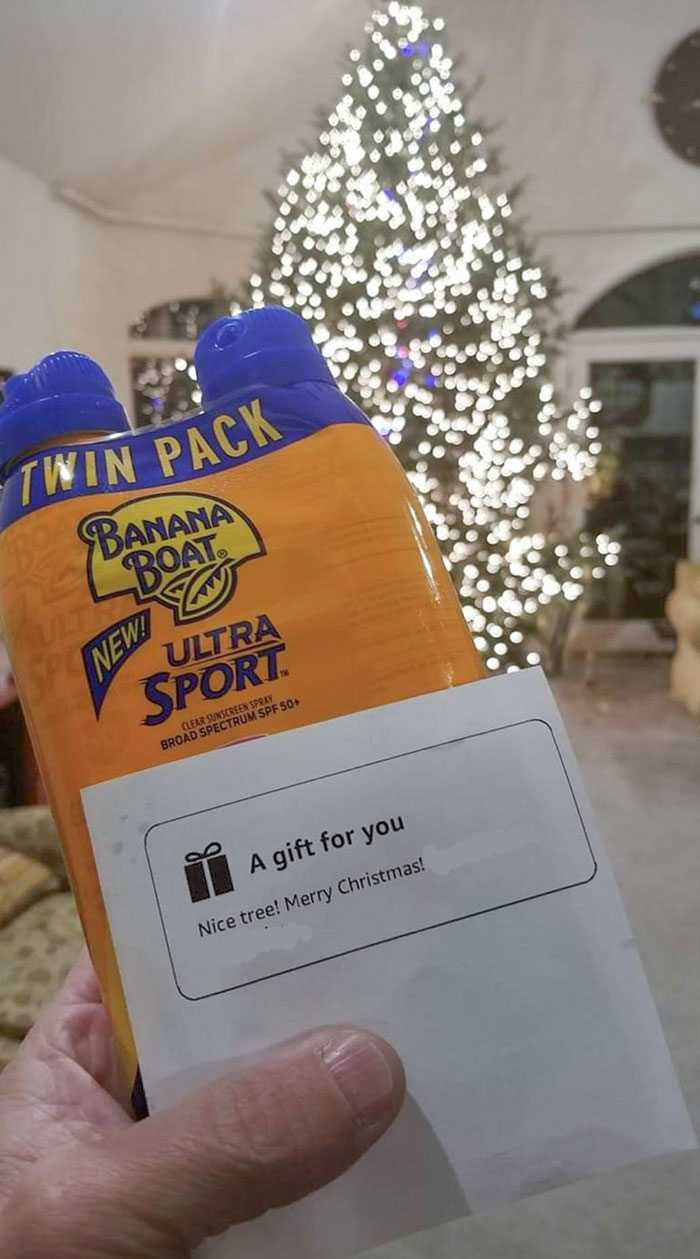 TWIN PACK
BANANA
BOAT®
NEW!
ULTRA
SPORT™
CLEAR SUNSCREEN SPRAY
BROAD SPECTRUM SPF 50+
A gift for you
Nice tree! Merry Christmas!